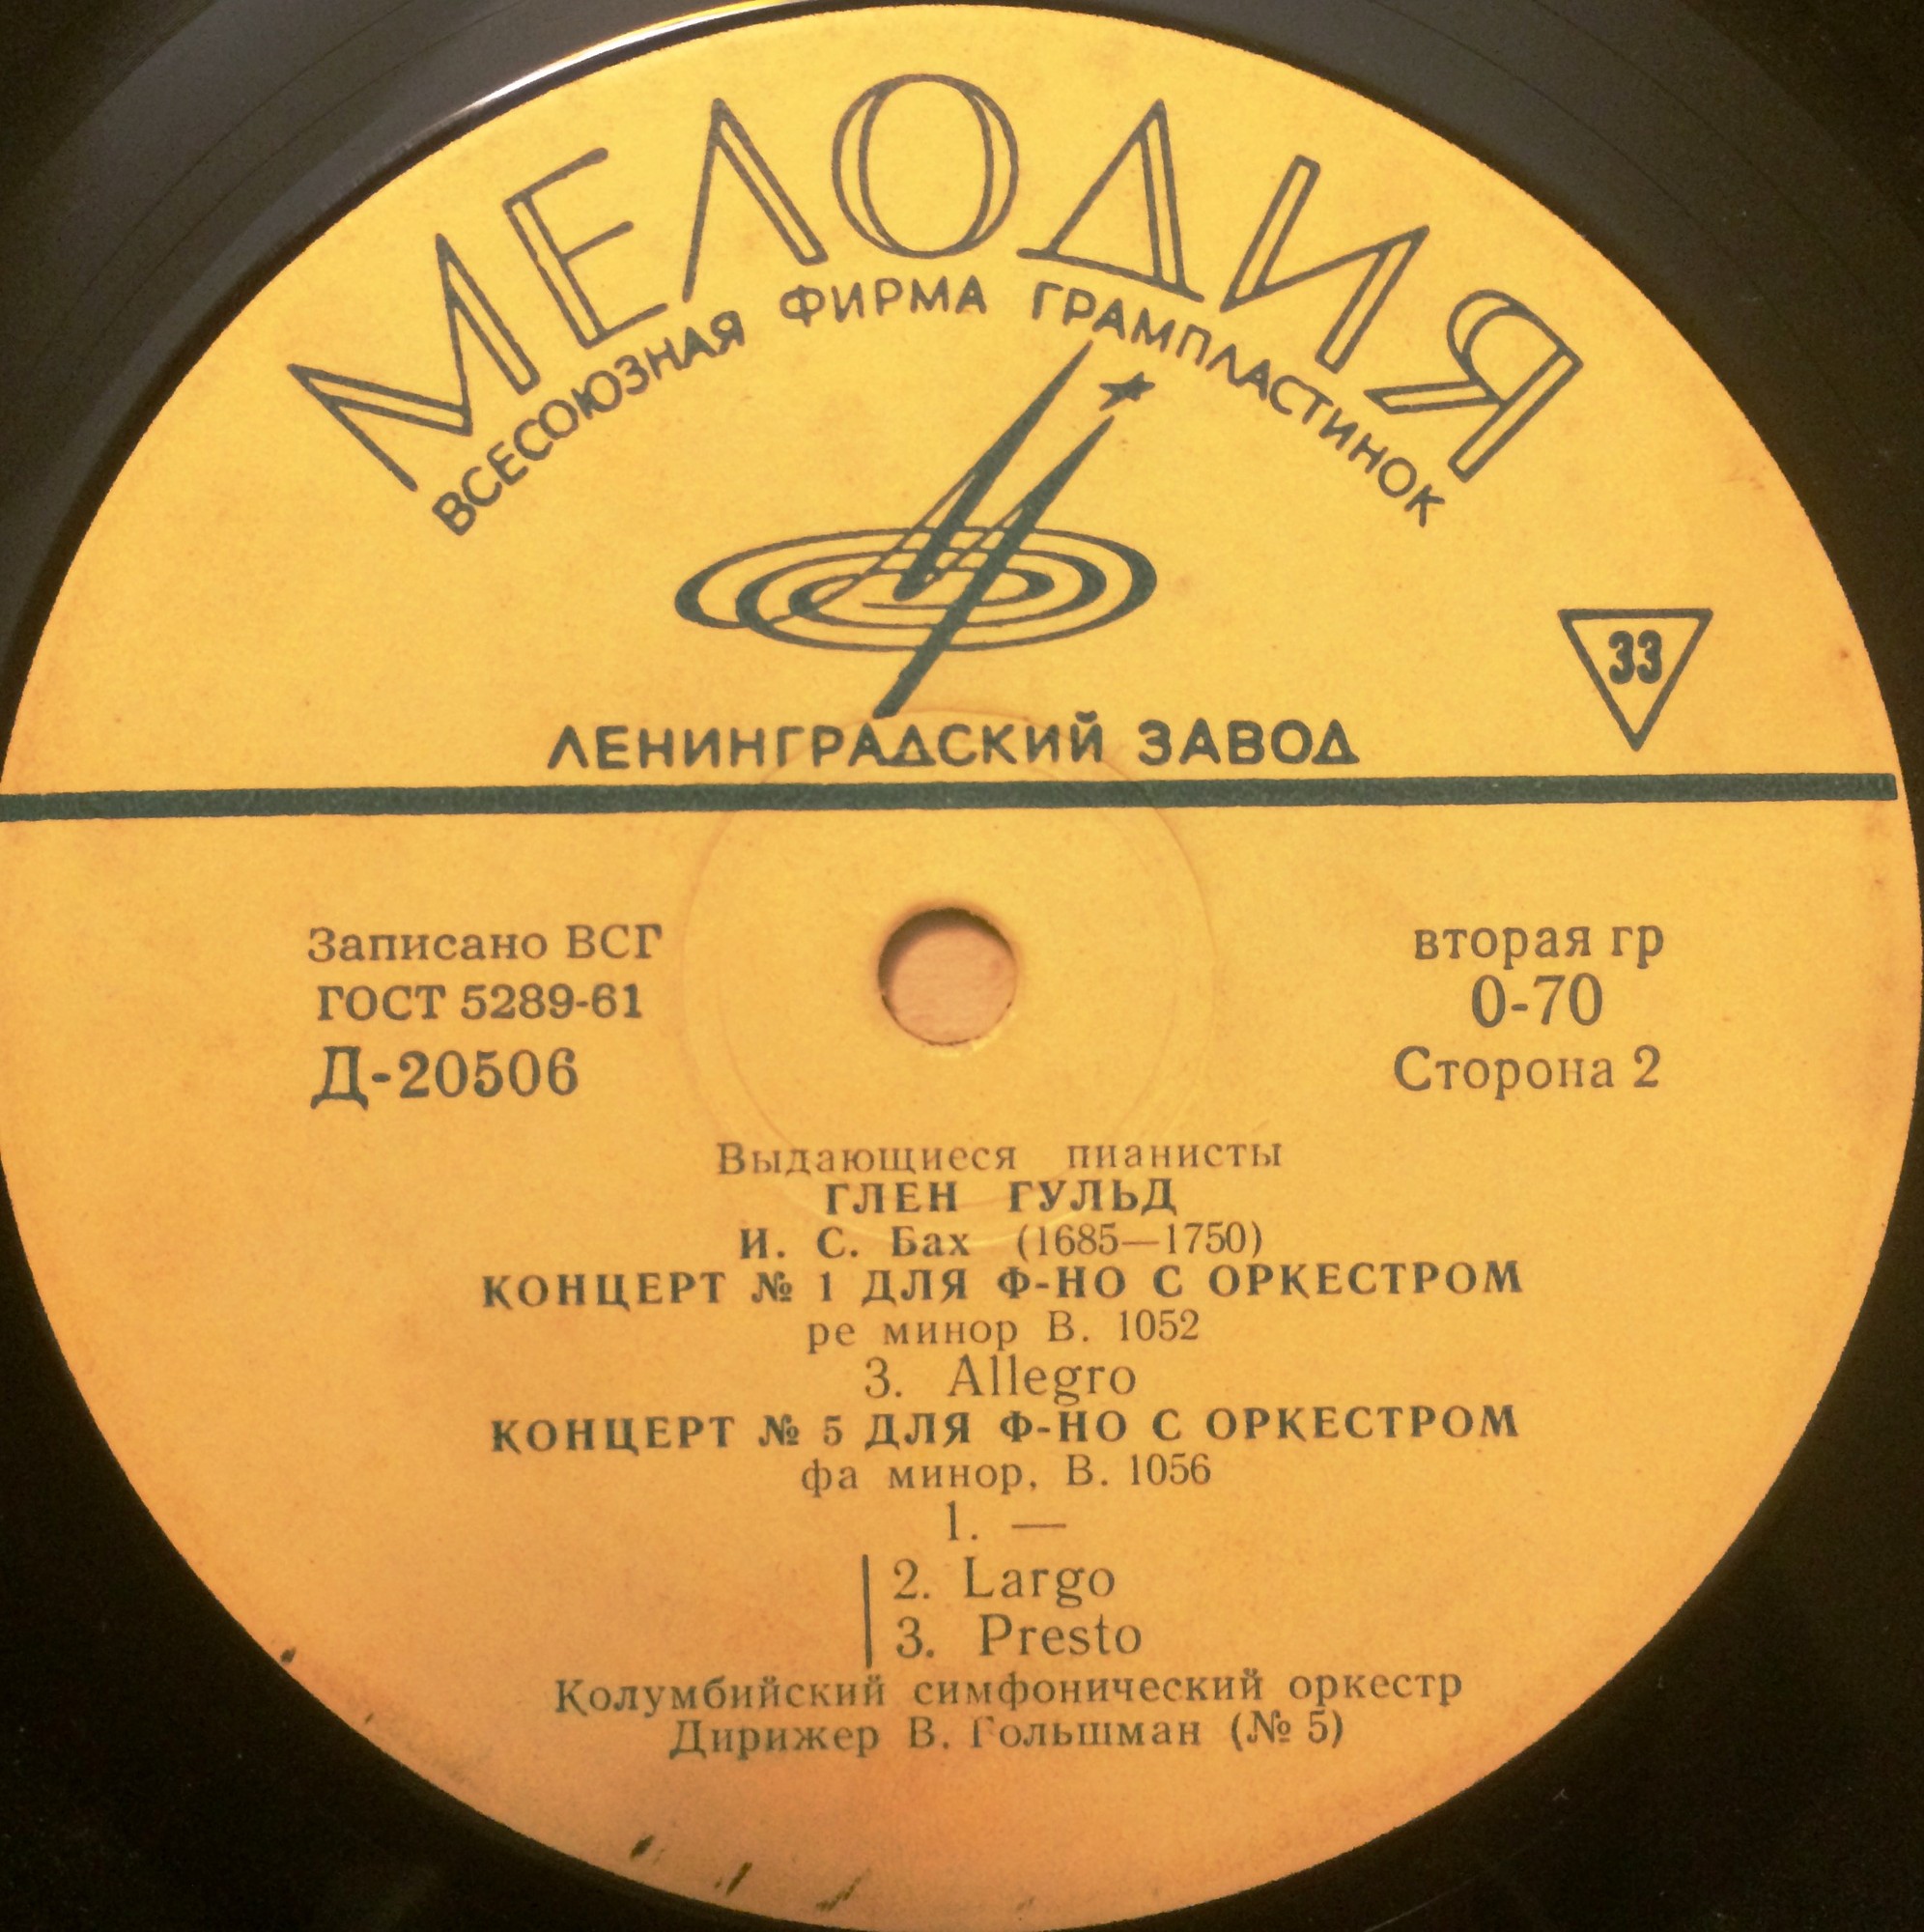 МЕЛОДИЯ
ВСЕСОЮЗНАЯ ФИРМА ГРАМПЛАСТИНОК
33
ЛЕНИНГРАДСКИЙ ЗАВОД
Записано ВСГ
ГОСТ 5289-61
Д-20506
вторая гр
0-70
Сторона 2
Выдающиеся пианисты
ГЛЕН ГУЛЬД
И. С. Бах (1685—1750)
КОНЦЕРТ № 1 ДЛЯ Ф-НО С ОРКЕСТРОМ
ре минор В. 1052
3. Allegro
КОНЦЕРТ № 5 ДЛЯ Ф-НО С ОРКЕСТРОМ
фа минор, В. 1056
1. —
2. Largo
3. Presto
Колумбийский симфонический оркестр
Дирижер В. Гольшман (№ 5)